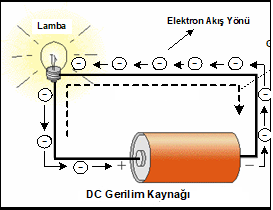 Lamba
Elektron Akış Yönü
+
-
DC Gerilim Kaynağı